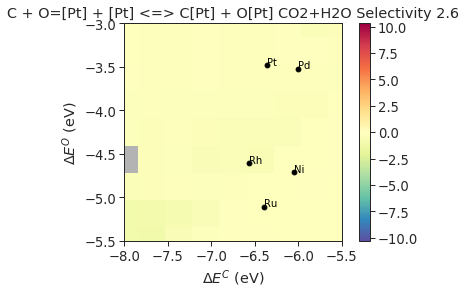 C + O=[Pt] + [Pt] <=> C[Pt] + O[Pt] CO2+H2O Selectivity 2.6
−3.0
−3.5
−4.0
−4.5
−5.0
−5.5
ΔE^O (eV)
Pt
Pd
Rh
Ni
Ru
−8.0 −7.5 −7.0 −6.5 −6.0 −5.5
ΔE^C (eV)
10.0
7.5
5.0
2.5
0.0
−2.5
−5.0
−7.5
−10.0